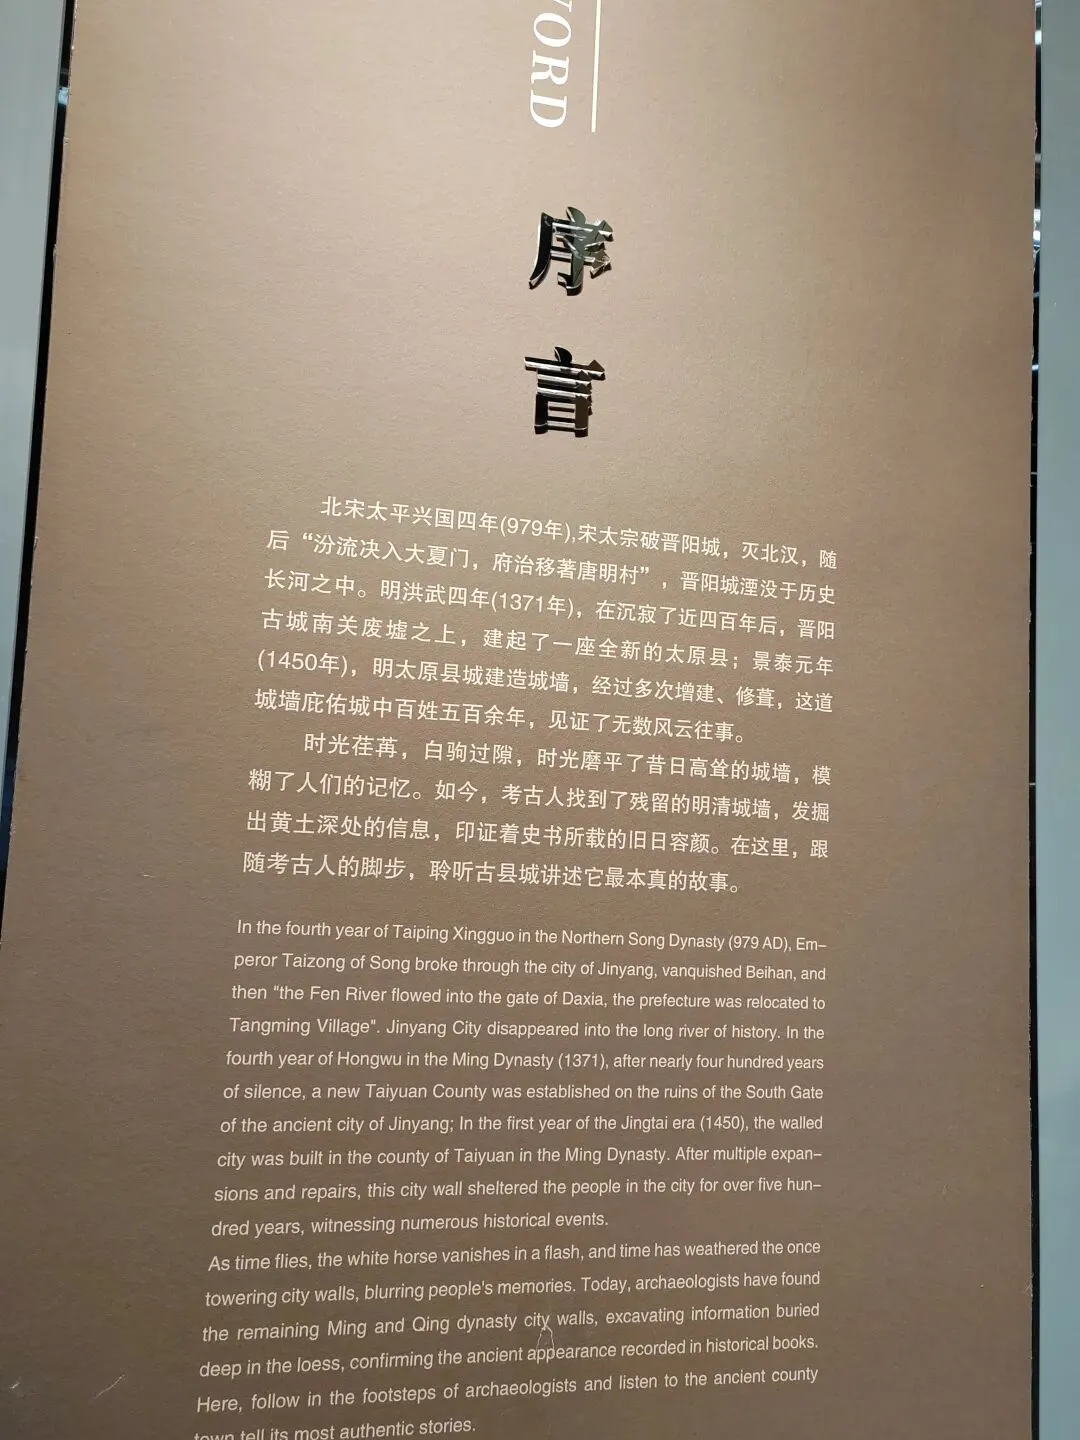 WORD
序言
北宋太平兴国四年(979年),宋太宗破晋阳城，灭北汉，随
后“汾流决入大夏门，府治移著唐明村”，晋阳城湮没于历史
长河之中。明洪武四年(1371年)，在沉寂了近四百年后，晋阳
古城南关废墟之上，建起了一座全新的太原县；景泰元年
(1450年)，明太原县城建造城墙，经过多次增建、修葺，这道
城墙庇佑城中百姓五百余年，见证了无数风云往事。
时光荏苒，白驹过隙，时光磨平了昔日高耸的城墙，模
糊了人们的记忆。如今，考古人找到了残留的明清城墙，发掘
出黄土深处的信息，印证着史书所载的旧日容颜。在这里，跟
随考古人的脚步，聆听古县城讲述它最本真的故事。
In the fourth year of Taiping Xingguo in the Northern Song Dynasty (979 AD), Em-
peror Taizong of Song broke through the city of Jinyang, vanquished Beihan, and
then "the Fen River flowed into the gate of Daxia, the prefecture was relocated to
Tangming Village". Jinyang City disappeared into the long river of history. In the
fourth year of Hongwu in the Ming Dynasty (1371), after nearly four hundred years
of silence, a new Taiyuan County was established on the ruins of the South Gate
of the ancient city of Jinyang; In the first year of the Jingtai era (1450), the walled
city was built in the county of Taiyuan in the Ming Dynasty. After multiple expan-
sions and repairs, this city wall sheltered the people in the city for over five hun-
dred years, witnessing numerous historical events.
As time flies, the white horse vanishes in a flash, and time has weathered the once
towering city walls, blurring people's memories. Today, archaeologists have found
the remaining Ming and Qing dynasty city walls, excavating information buried
deep in the loess, confirming the ancient appearance recorded in historical books.
Here, follow in the footsteps of archaeologists and listen to the ancient county
town tell its most authentic stories.